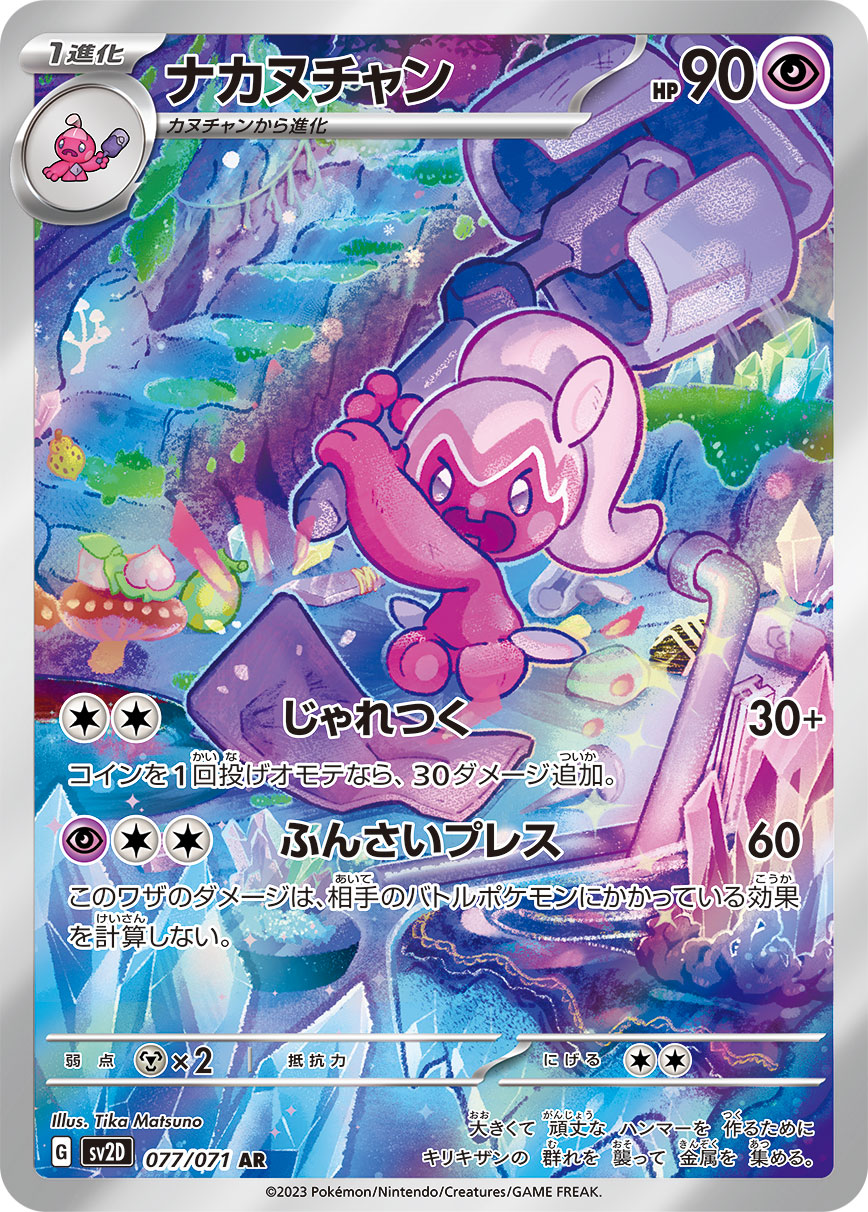 1進化
ナカヌチャン
HP90
カヌチャンから進化
じゃれつく 30+
コインを1回投げオモテなら、30ダメージ追加。
ふんさいプレス 60
このワザのダメージは、相手のバトルポケモンにかかっている効果
を計算しない。
弱点 ×2 抵抗力 にげる
Illus. Tika Matsuno
大きくて 頑丈な ハンマーを 作るために
キリキザンの 群れを 襲って 金属を 集める。
G sv2D 077/071 AR
©2023 Pokémon/Nintendo/Creatures/GAME FREAK.